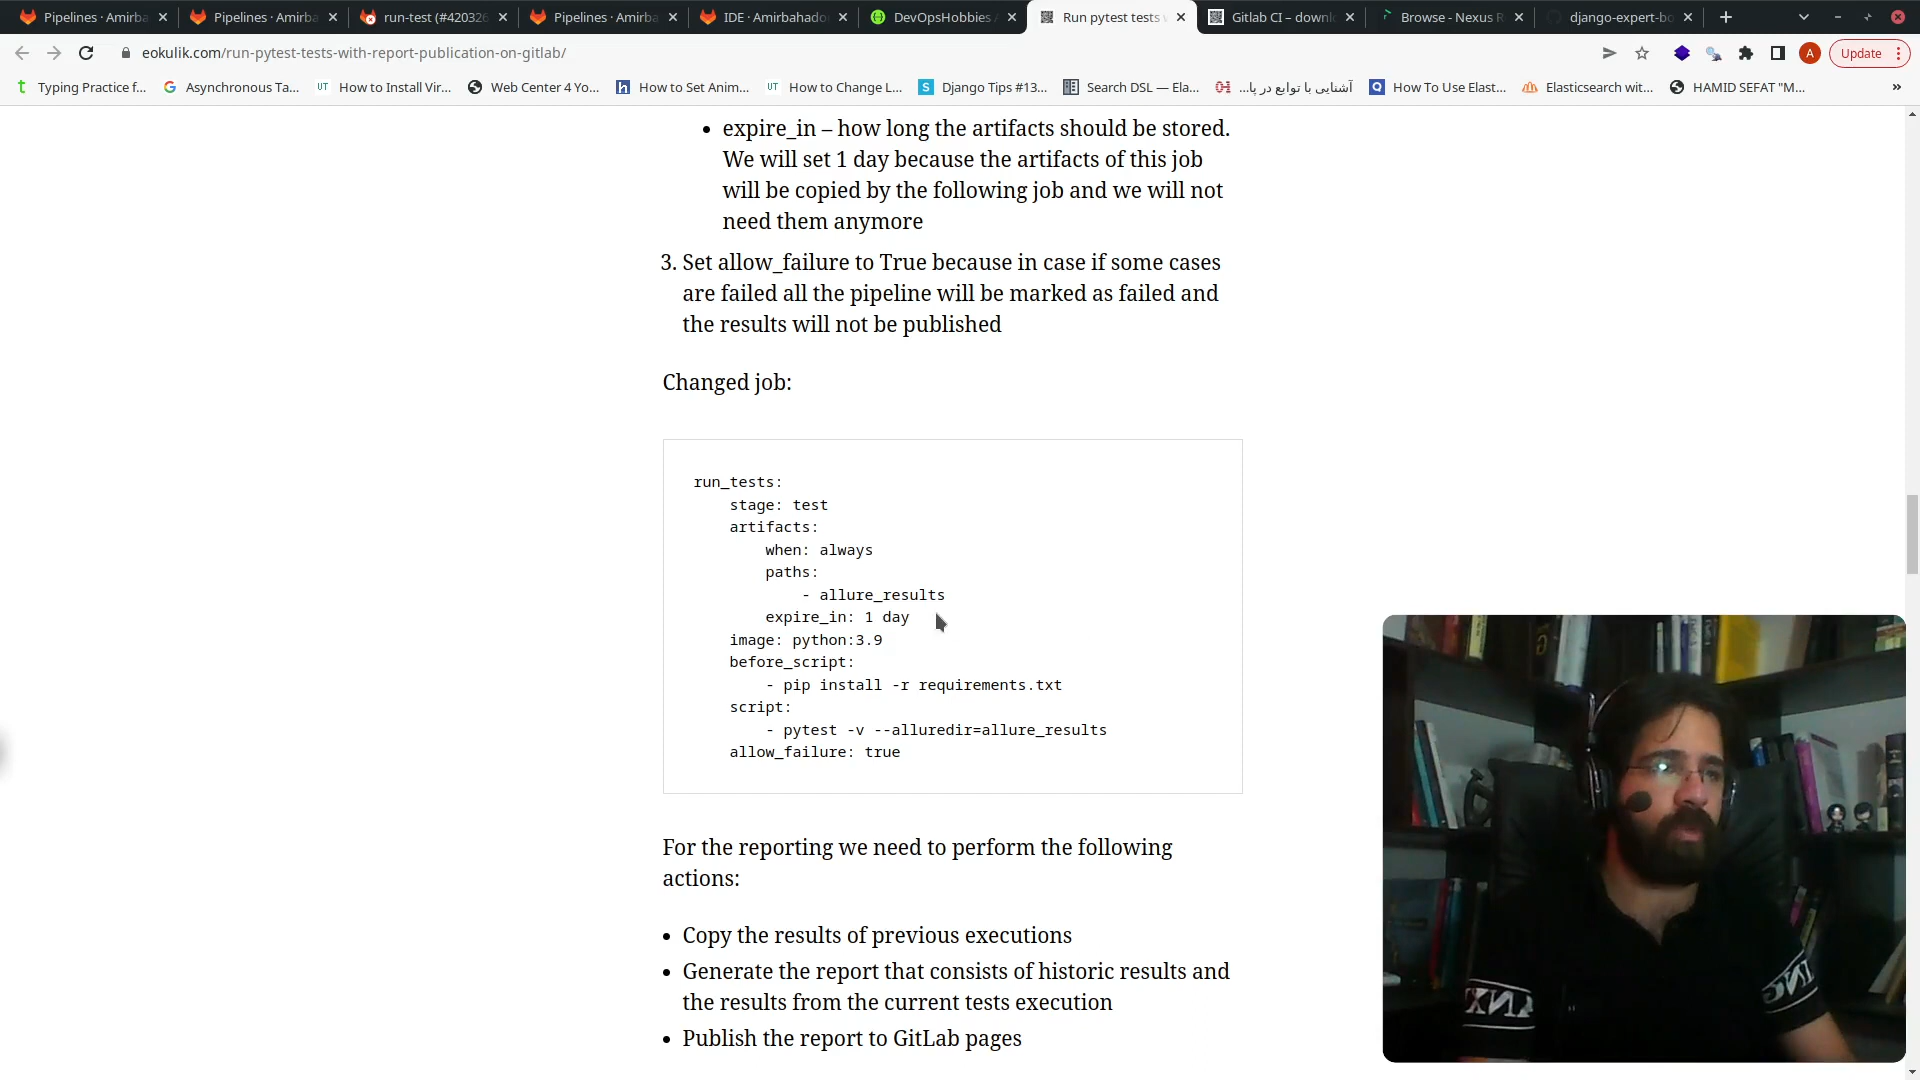 Pipelines · Amirba
Pipelines · Amirba
run-test (#420326
Pipelines · Amirba
IDE · Amirbahado
DevOpsHobbies
Run pytest tests
Gitlab CI – downl
Browse - Nexus R
django-expert-bo
eokulik.com/run-pytest-tests-with-report-publication-on-gitlab/
A
Update
Typing Practice f...
Asynchronous Ta...
How to Install Vir...
Web Center 4 Yo...
How to Set Anim...
How to Change L...
Django Tips #13...
Search DSL — Ela...
آشنایی با توابع در پا...
How To Use Elast...
Elasticsearch wit...
HAMID SEFAT "M...
• expire_in – how long the artifacts should be stored.
We will set 1 day because the artifacts of this job
will be copied by the following job and we will not
need them anymore
3. Set allow_failure to True because in case if some cases
are failed all the pipeline will be marked as failed and
the results will not be published
Changed job:
run_tests:
stage: test
artifacts:
when: always
paths:
- allure_results
expire_in: 1 day
image: python:3.9
before_script:
- pip install -r requirements.txt
script:
- pytest -v --alluredir=allure_results
allow_failure: true
For the reporting we need to perform the following
actions:
• Copy the results of previous executions
• Generate the report that consists of historic results and
the results from the current tests execution
• Publish the report to GitLab pages